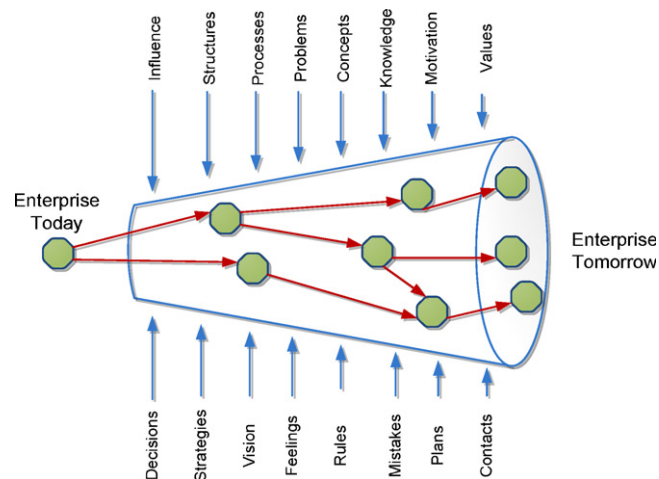 Influence
Structures
Processes
Problems
Concepts
Knowledge
Motivation
Values
Enterprise
Today
Enterprise
Tomorrow
Decisions
Strategies
Vision
Feelings
Rules
Mistakes
Plans
Contacts